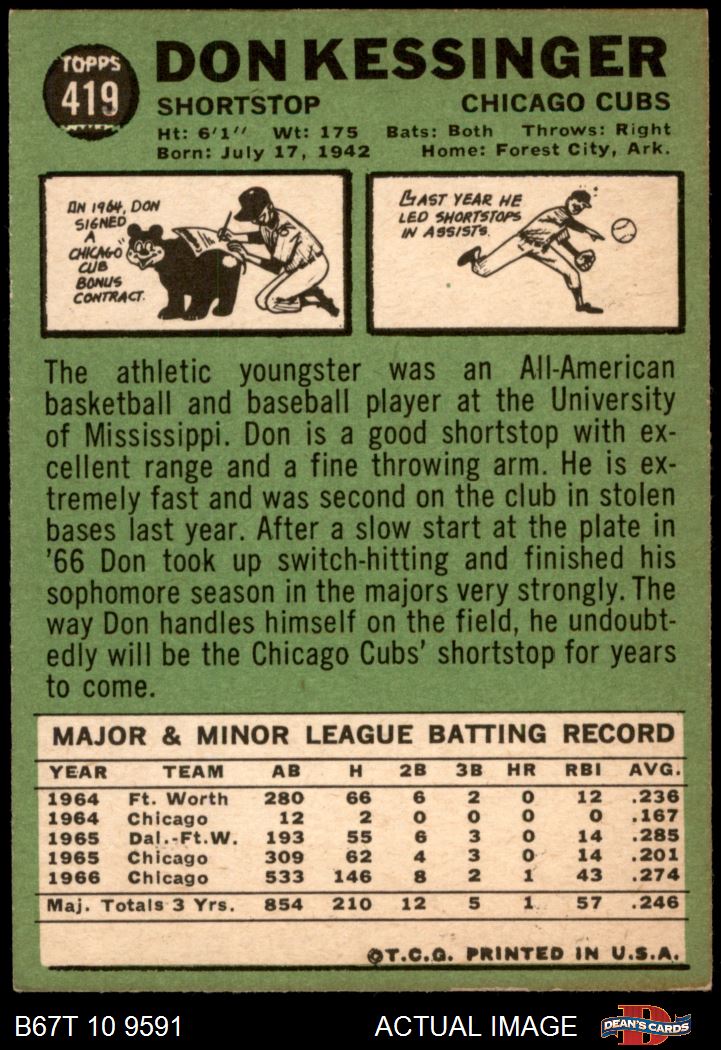 TOPPS
419
DON KESSINGER
SHORTSTOP CHICAGO CUBS
Ht: 6'1" Wt: 175 Bats: Both Throws: Right
Born: July 17, 1942 Home: Forest City, Ark.
IN 1964, DON
SIGNED
A
CHICAGO
CUB
BONUS
CONTRACT.
LAST YEAR HE
LED SHORTSTOPS
IN ASSISTS.
The athletic youngster was an All-American
basketball and baseball player at the University
of Mississippi. Don is a good shortstop with ex-
cellent range and a fine throwing arm. He is ex-
tremely fast and was second on the club in stolen
bases last year. After a slow start at the plate in
'66 Don took up switch-hitting and finished his
sophomore season in the majors very strongly. The
way Don handles himself on the field, he undoubt-
edly will be the Chicago Cubs' shortstop for years
to come.
MAJOR & MINOR LEAGUE BATTING RECORD
YEAR TEAM AB H 2B 3B HR RBI AVG.
1964 Ft. Worth 280 66 6 2 0 12 .236
1964 Chicago 12 2 0 0 0 0 .167
1965 Dal.-Ft.W. 193 55 6 3 0 14 .285
1965 Chicago 309 62 4 3 0 14 .201
1966 Chicago 533 146 8 2 1 43 .274
Maj. Totals 3 Yrs. 854 210 12 5 1 57 .246
©T.C.G. PRINTED IN U.S.A.
B67T 10 9591 ACTUAL IMAGE DEAN'S CARDS